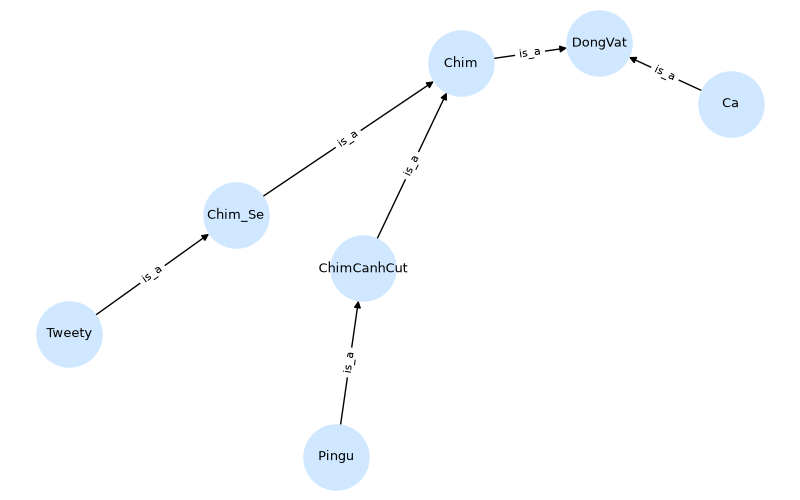 DongVat
is_a
Chim
is_a
Ca
is_a
is_a
Chim_Se
ChimCanhCut
is_a
Tweety
is_a
Pingu